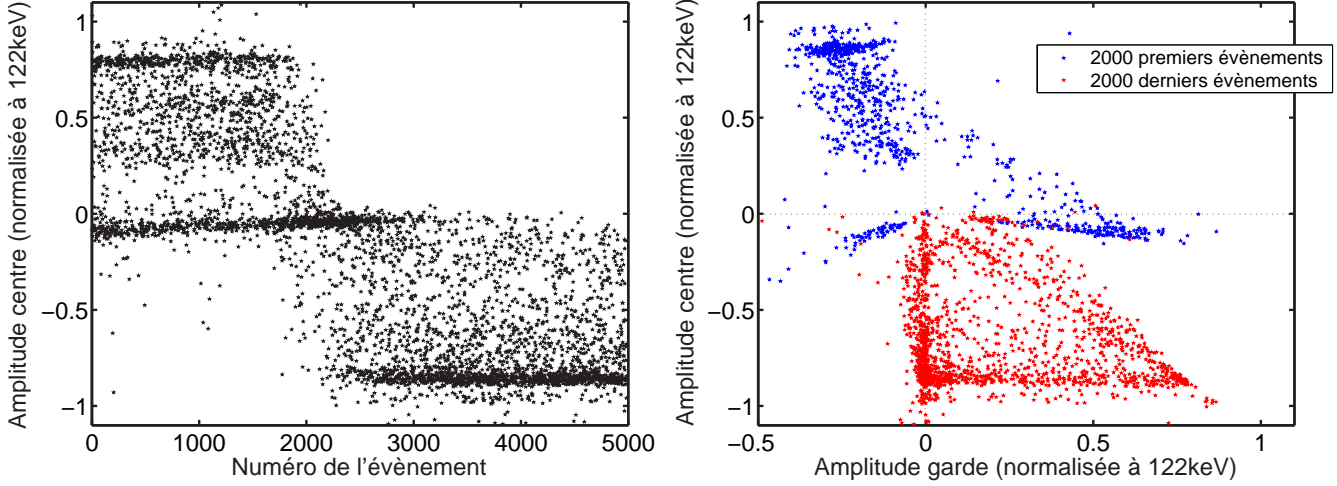 Amplitude centre (normalisée à 122keV)
1
0.5
0
−0.5
−1
0 1000 2000 3000 4000 5000
Numéro de l'évènement
Amplitude centre (normalisée à 122keV)
1
0.5
0
−0.5
−1
−0.5 0 0.5 1
Amplitude garde (normalisée à 122keV)
2000 premiers évènements
2000 derniers évènements